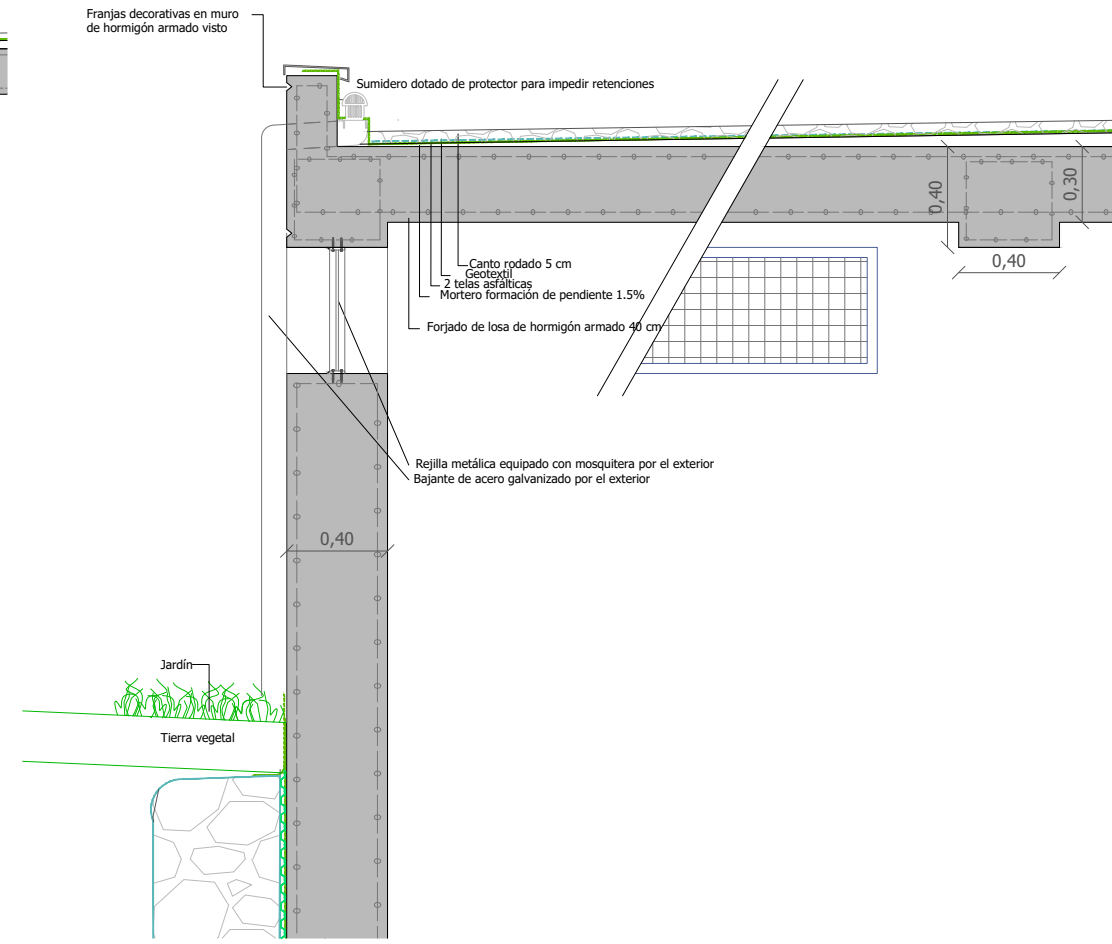 Franjas decorativas en muro
de hormigón armado visto
Sumidero dotado de protector para impedir retenciones
0,40
0,30
0,40
Canto rodado 5 cm
Geotextil
2 telas asfálticas
Mortero formación de pendiente 1.5%
Forjado de losa de hormigón armado 40 cm
Rejilla metálica equipado con mosquitera por el exterior
Bajante de acero galvanizado por el exterior
0,40
Jardín
Tierra vegetal